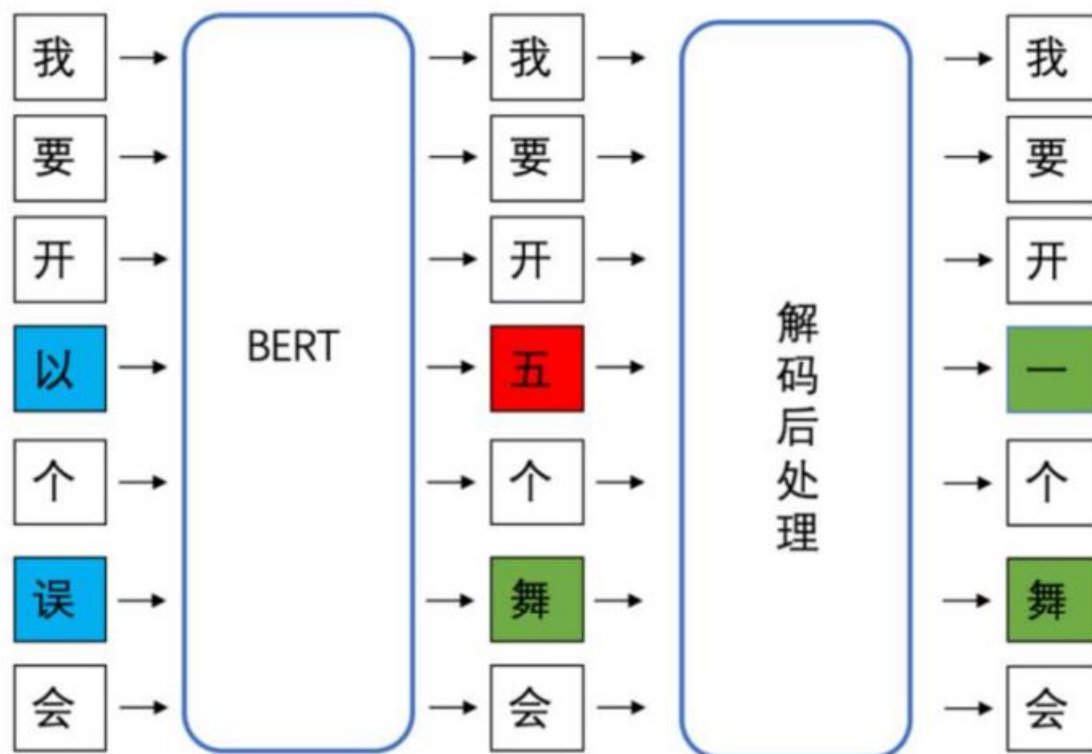 我 我 我
要 要 要
开 开 开
BERT
解码后处理
以 五 一
个 个 个
误 舞 舞
会 会 会